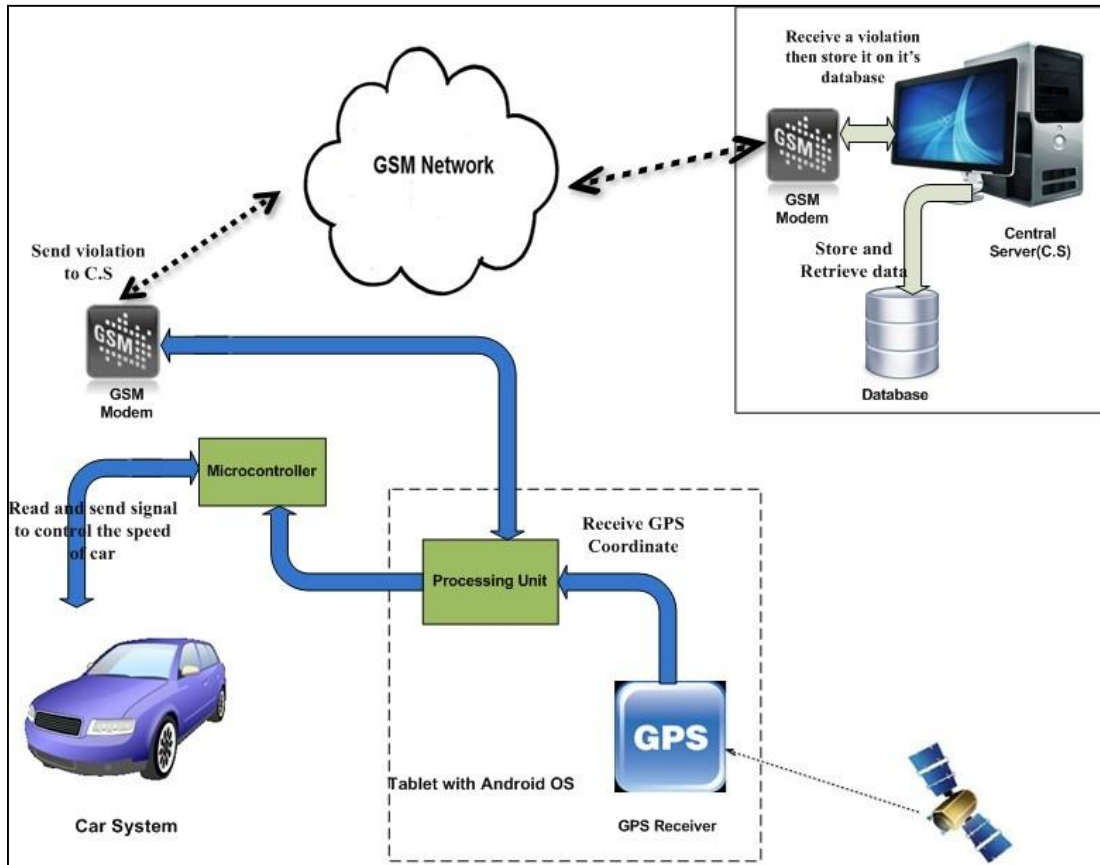 Receive a violation
then store it on it's
database
GSM Network
GSM
GSM
Modem
Central
Server(C.S)
Send violation
to C.S
Store and
Retrieve data
GSM
GSM
Modem
Database
Microcontroller
Read and send signal
to control the speed
of car
Receive GPS
Coordinate
Processing Unit
GPS
Tablet with Android OS
Car System
GPS Receiver